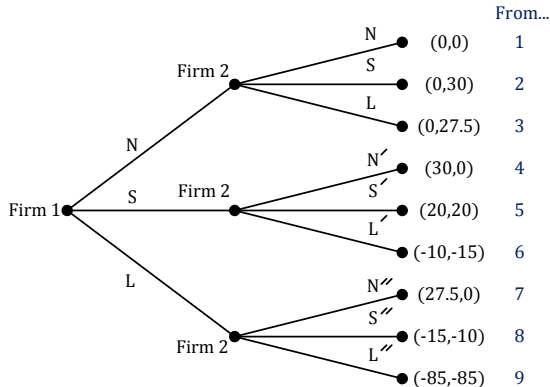 From...
N (0,0) 1
Firm 2 S (0,30) 2
L (0,27.5) 3
N
N′ (30,0) 4
S′
Firm 1 S Firm 2 (20,20) 5
L′ (-10,-15) 6
L
N″ (27.5,0) 7
S″
Firm 2 (-15,-10) 8
L″ (-85,-85) 9